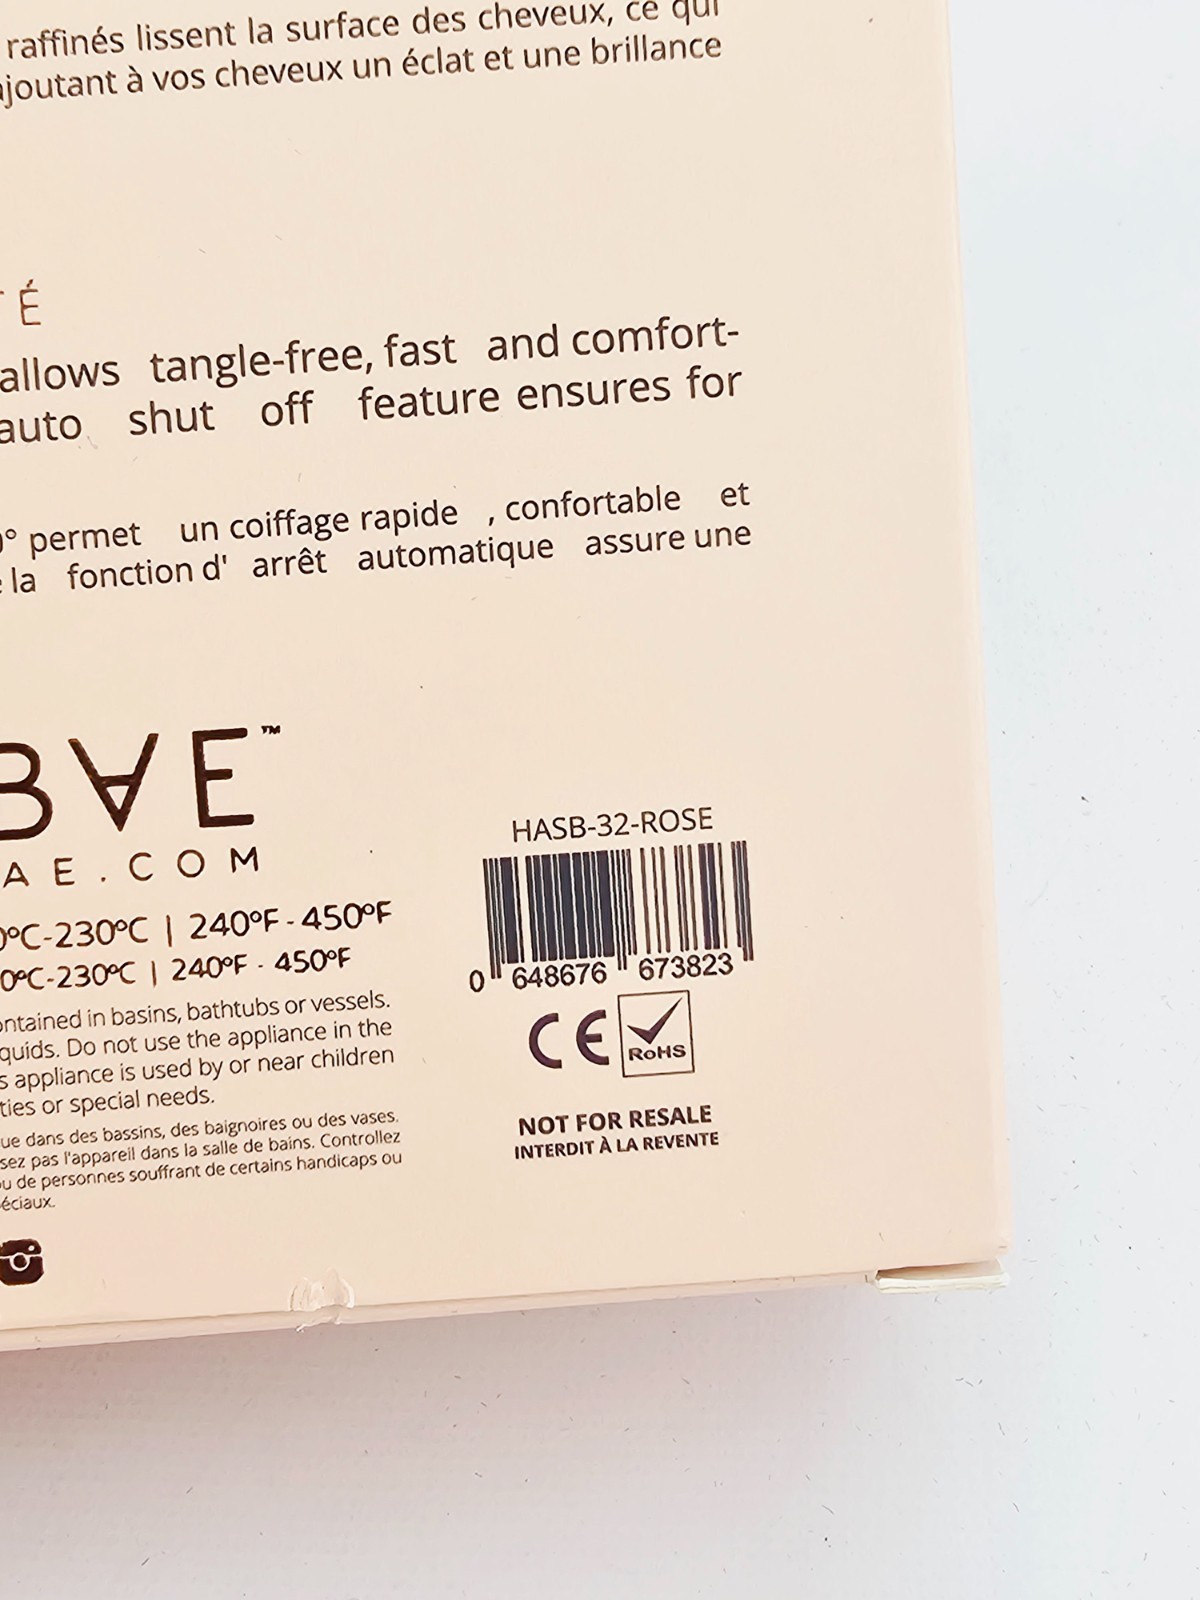 raffinés lissent la surface des cheveux, ce qui
ajoutant à vos cheveux un éclat et une brillance
TÉ
allows tangle-free, fast and comfort-
auto shut off feature ensures for
0° permet un coiffage rapide , confortable et
la fonction d' arrêt automatique assure une
BAE™
AE.COM
0°C-230°C | 240°F - 450°F
0°C-230°C | 240°F - 450°F
ontained in basins, bathtubs or vessels.
quids. Do not use the appliance in the
s appliance is used by or near children
ties or special needs.
ue dans des bassins, des baignoires ou des vases.
sez pas l'appareil dans la salle de bains. Controllez
ou de personnes souffrant de certains handicaps ou
éciaux.
HASB-32-ROSE
0 648676 673823
CE RoHS
NOT FOR RESALE
INTERDIT À LA REVENTE